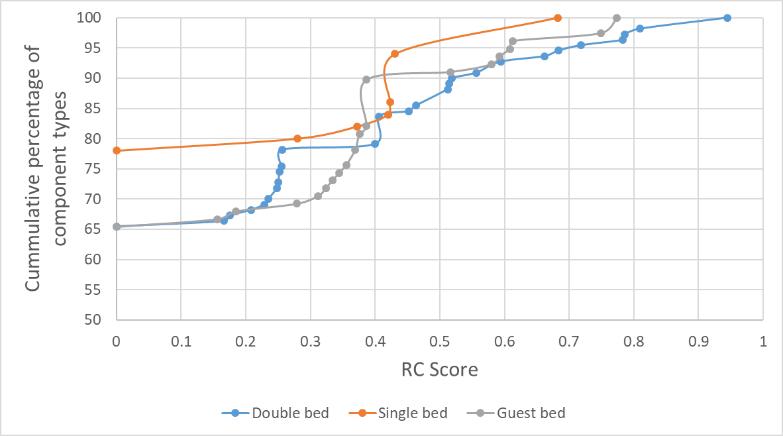 100
95
90
85
80
75
70
65
60
55
50
Cummulative percentage of
component types
0 0.1 0.2 0.3 0.4 0.5 0.6 0.7 0.8 0.9 1
RC Score
Double bed Single bed Guest bed